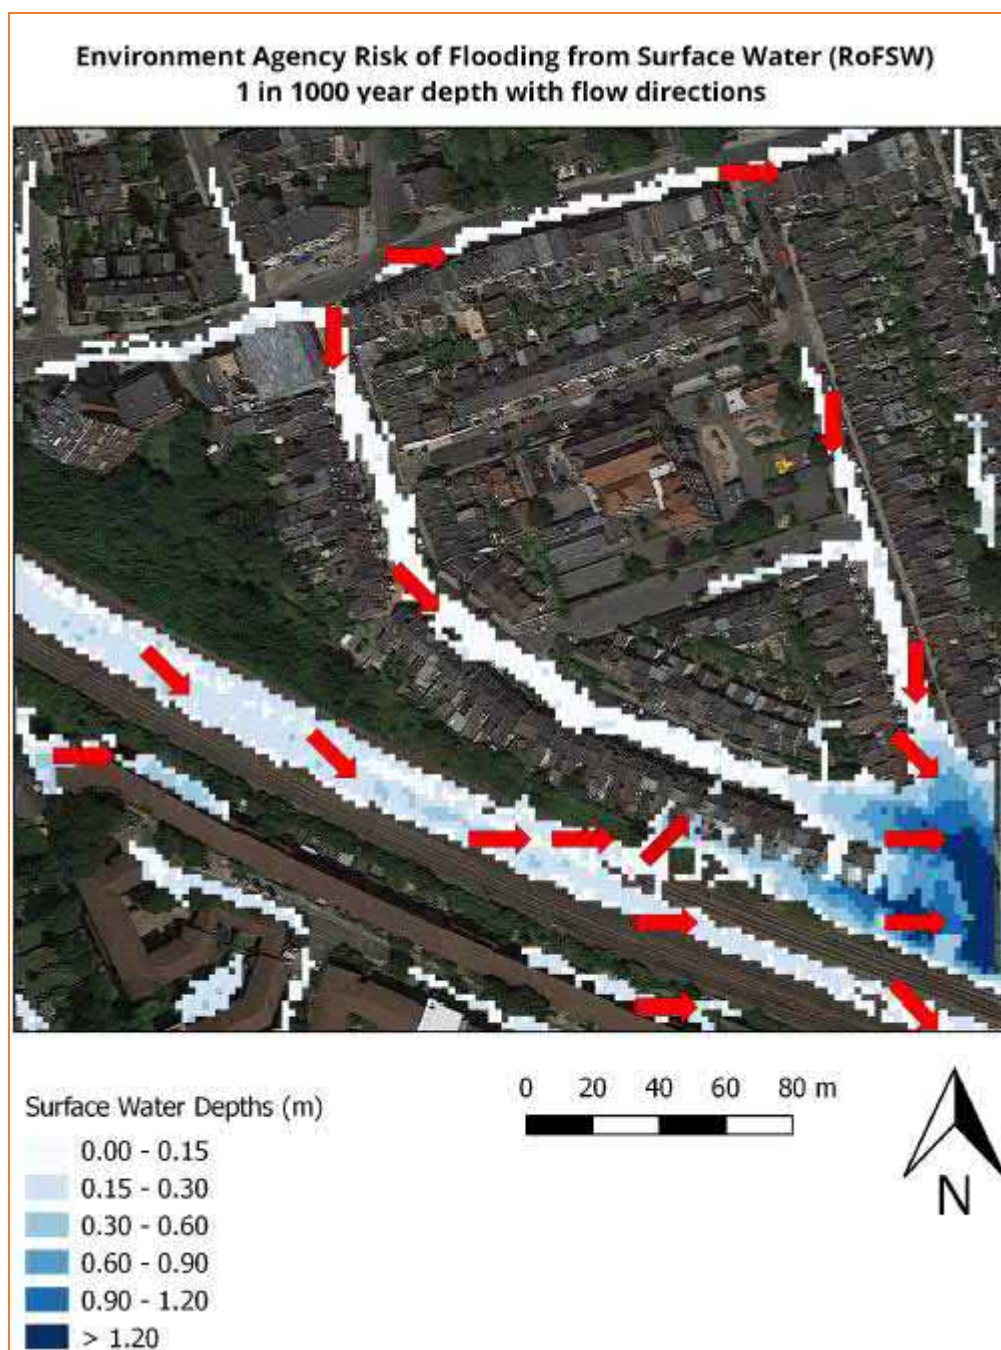 Environment Agency Risk of Flooding from Surface Water (RoFSW)
1 in 1000 year depth with flow directions
Surface Water Depths (m)
0.00 - 0.15
0.15 - 0.30
0.30 - 0.60
0.60 - 0.90
0.90 - 1.20
> 1.20
0 20 40 60 80 m
N